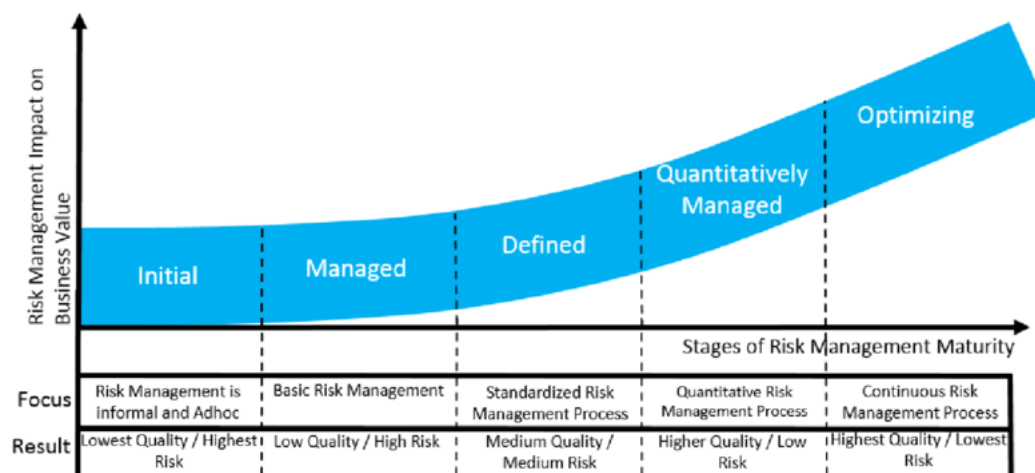 Risk Management Impact on
Business Value
Initial
Managed
Defined
Quantitatively
Managed
Optimizing
Stages of Risk Management Maturity
Focus
Risk Management is
informal and Adhoc
Basic Risk Management
Standardized Risk
Management Process
Quantitative Risk
Management Process
Continuous Risk
Management Process
Result
Lowest Quality / Highest
Risk
Low Quality / High Risk
Medium Quality /
Medium Risk
Higher Quality / Low
Risk
Highest Quality / Lowest
Risk